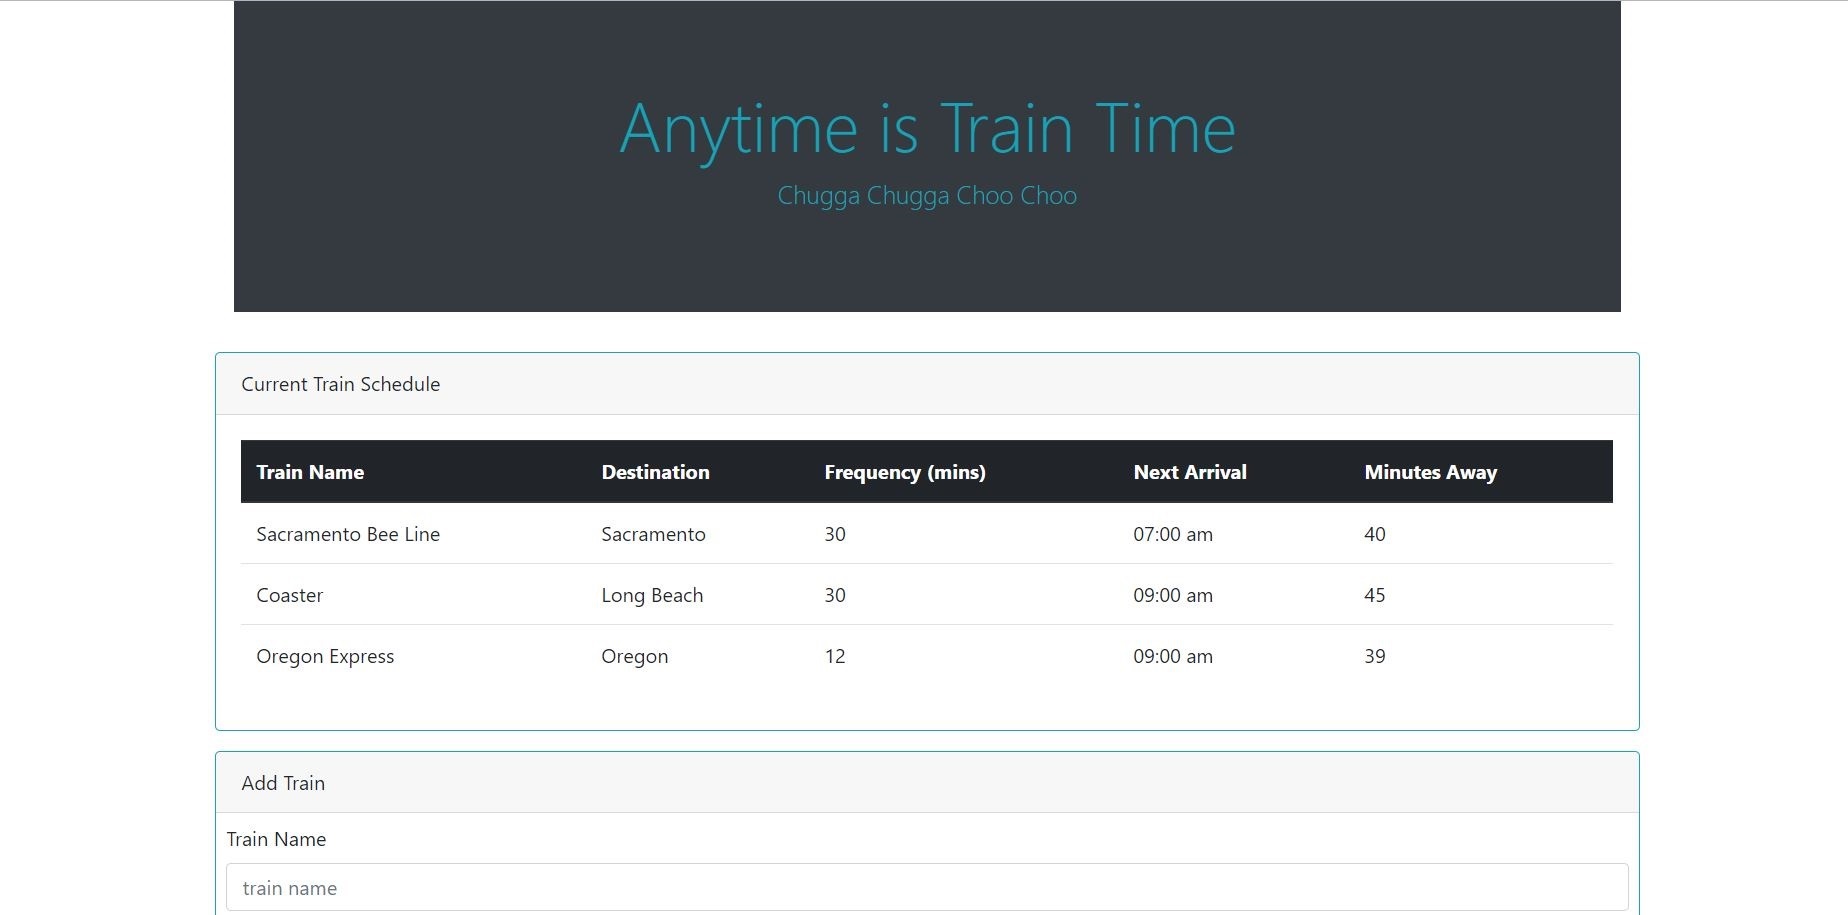 Anytime is Train Time
Chugga Chugga Choo Choo
Current Train Schedule
Train Name Destination Frequency (mins) Next Arrival Minutes Away
Sacramento Bee Line Sacramento 30 07:00 am 40
Coaster Long Beach 30 09:00 am 45
Oregon Express Oregon 12 09:00 am 39
Add Train
Train Name
train name